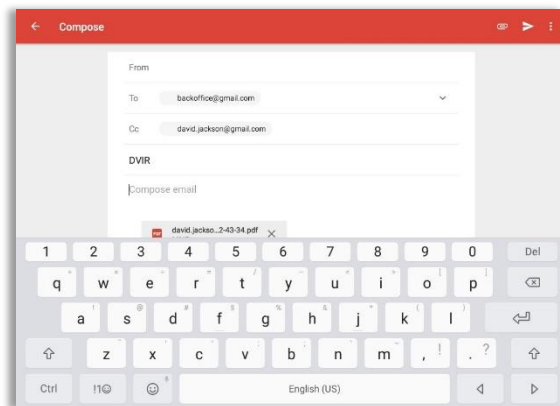 Compose
From
To backoffice@gmail.com
Cc david.jackson@gmail.com
DVIR
Compose email
PDF david.jackso...2-43-34.pdf
1 2 3 4 5 6 7 8 9 0 Del
q w e r t y u i o p
a s d f g h j k l
z x c v b n m , ! . ?
Ctrl !1☺ English (US)